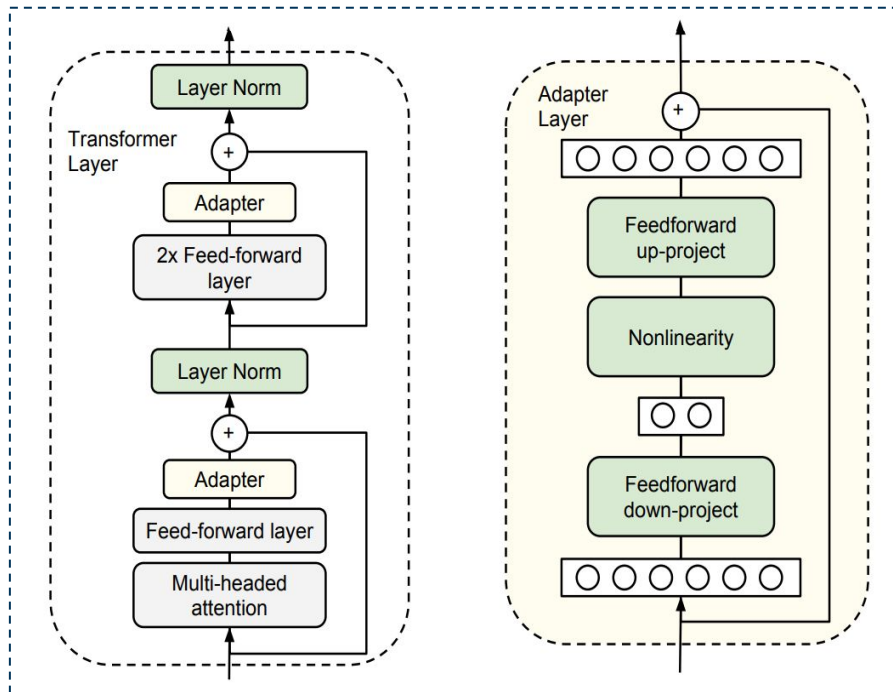 Layer Norm
Transformer
Layer
+
Adapter
2x Feed-forward
layer
Layer Norm
+
Adapter
Feed-forward layer
Multi-headed
attention
Adapter
Layer
+
Feedforward
up-project
Nonlinearity
Feedforward
down-project